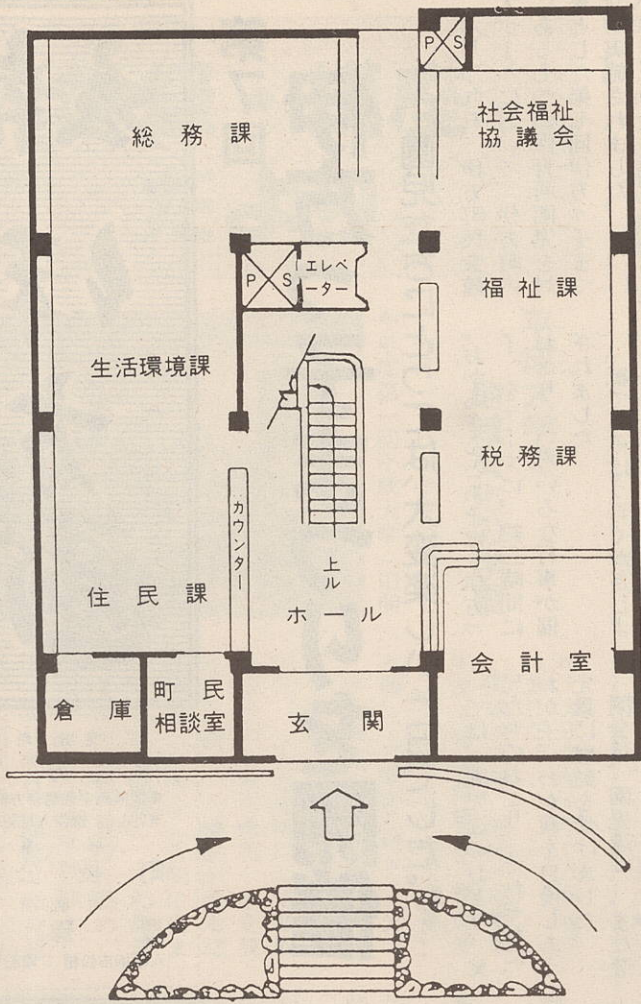 P S
社会福祉
協議会
総務課
P S
エレベ
ーター
福祉課
生活環境課
税務課
カウンター
上ル
ホール
住民課
会計室
倉庫
町民
相談室
玄関